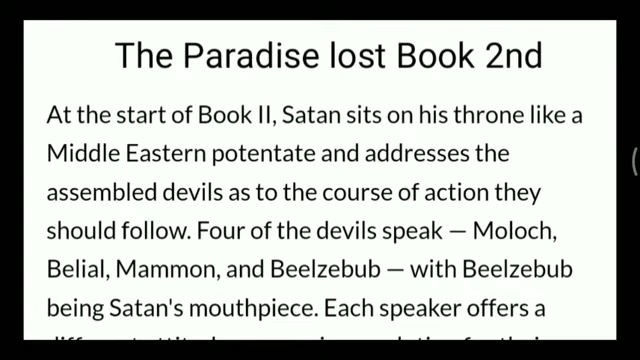 The Paradise lost Book 2nd
At the start of Book II, Satan sits on his throne like a
Middle Eastern potentate and addresses the
assembled devils as to the course of action they
should follow. Four of the devils speak — Moloch,
Belial, Mammon, and Beelzebub — with Beelzebub
being Satan's mouthpiece. Each speaker offers a